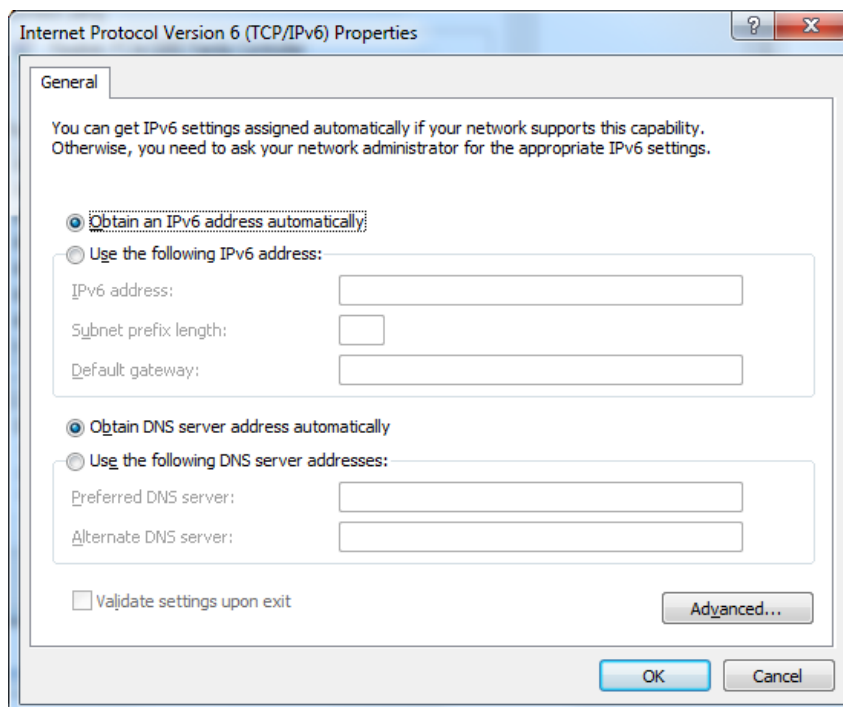 Internet Protocol Version 6 (TCP/IPv6) Properties
General
You can get IPv6 settings assigned automatically if your network supports this capability.
Otherwise, you need to ask your network administrator for the appropriate IPv6 settings.
Obtain an IPv6 address automatically
Use the following IPv6 address:
IPv6 address:
Subnet prefix length:
Default gateway:
Obtain DNS server address automatically
Use the following DNS server addresses:
Preferred DNS server:
Alternate DNS server:
Validate settings upon exit
Advanced...
OK Cancel